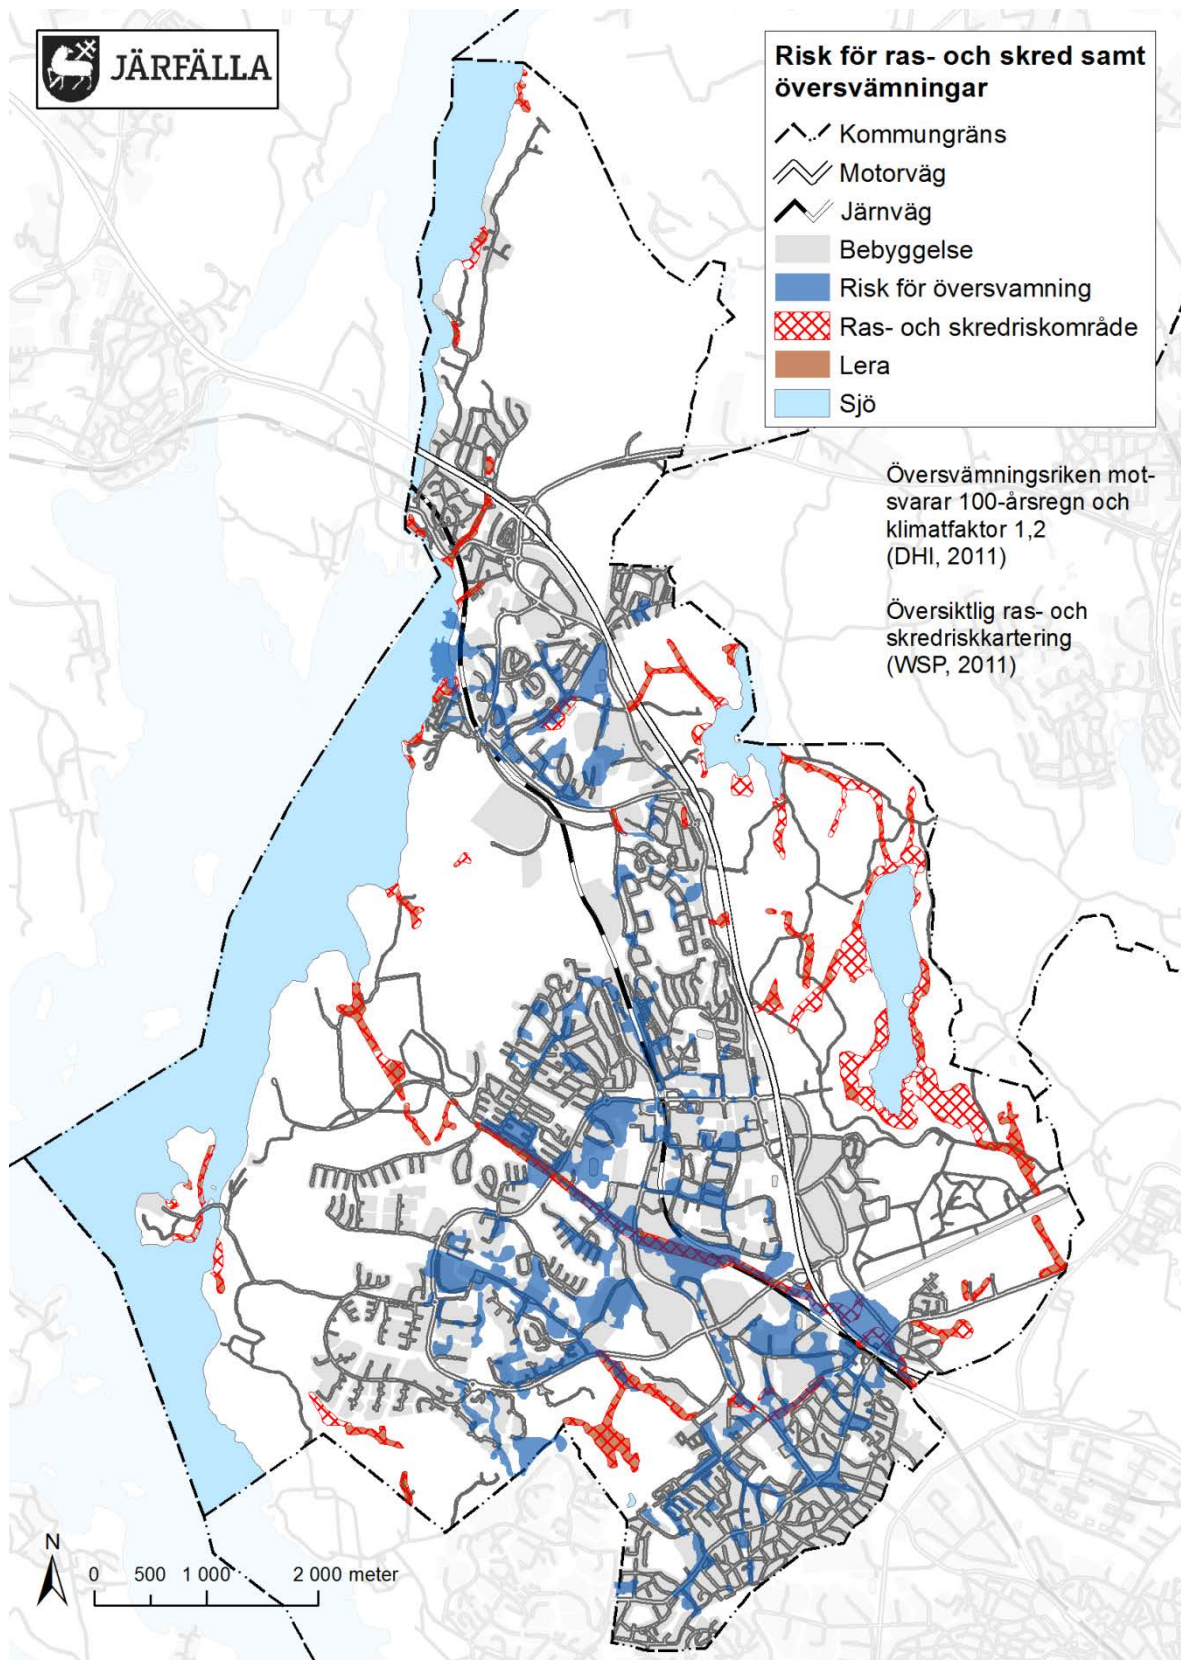 JÄRFÄLLA
Risk för ras- och skred samt
översvämningar
Kommungräns
Motorväg
Järnväg
Bebyggelse
Risk för översvamning
Ras- och skredriskområde
Lera
Sjö
Översvämningsriken mot-
svarar 100-årsregn och
klimatfaktor 1,2
(DHI, 2011)
Översiktlig ras- och
skredriskkartering
(WSP, 2011)
N
0 500 1 000 2 000 meter